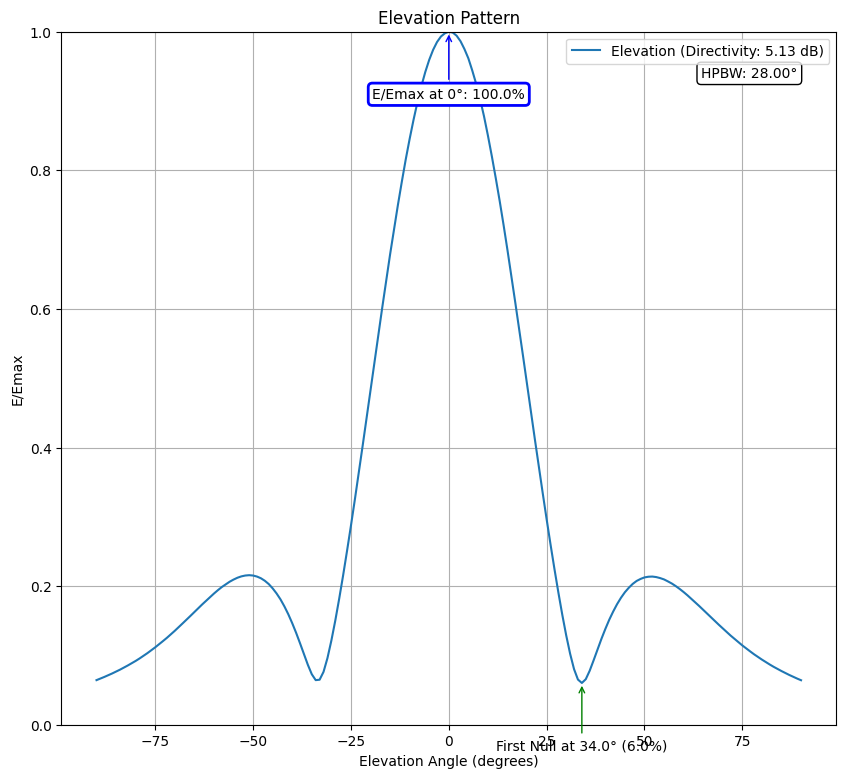 Elevation Pattern
Elevation (Directivity: 5.13 dB)
HPBW: 28.00°
E/Emax at 0°: 100.0%
E/Emax
1.0
0.8
0.6
0.4
0.2
0.0
−75
−50
−25
0
25
50
75
First Null at 34.0° (6.0%)
Elevation Angle (degrees)